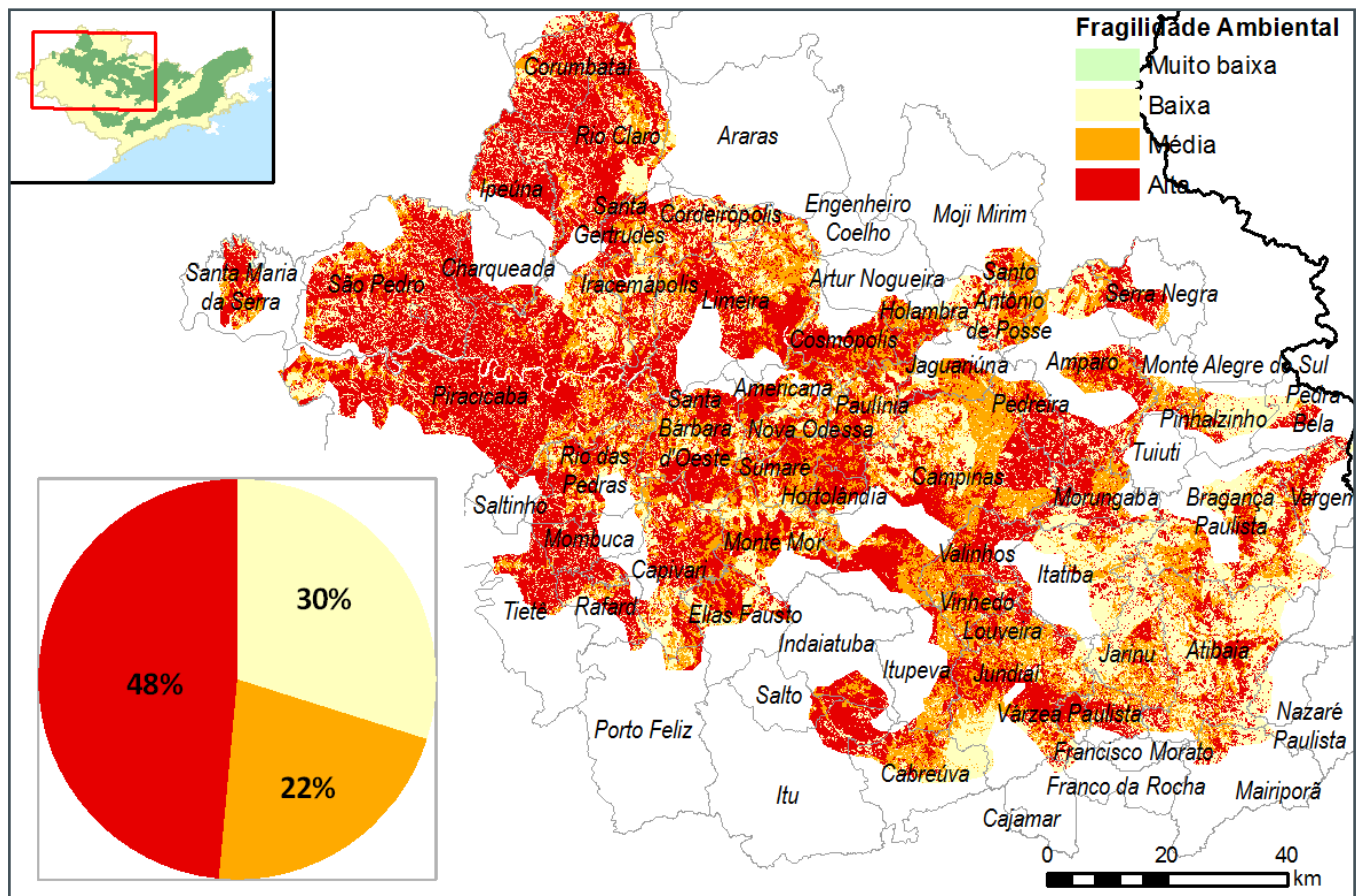 Fragilidade Ambiental
Muito baixa
Baixa
Média
Alta
Corumbataí
Rio Claro
Araras
Ipeúna
Santa
Gertrudes
Cordeirópolis
Engenheiro
Coelho
Moji Mirim
Santa Maria
da Serra
São Pedro
Charqueada
Iracemápolis
Limeira
Artur Nogueira
Santo
Antônio
de Posse
Holambra
Serra Negra
Cosmópolis
Jaguariúna
Amparo
Monte Alegre do Sul
Piracicaba
Americana
Paulínia
Pedreira
Pinhalzinho
Pedra
Bela
Santa
Bárbara
d'Oeste
Nova Odessa
Tuiuti
Rio das
Pedras
Sumaré
Campinas
Hortolândia
Morungaba
Bragança
Paulista
Vargem
Saltinho
Mombuca
Monte Mor
Valinhos
Itatiba
Capivari
Tietê
Rafard
Elias Fausto
Vinhedo
Louveira
Indaiatuba
Itupeva
Jundiaí
Jarinu
Atibaia
Salto
Várzea Paulista
Nazaré
Paulista
Porto Feliz
Francisco Morato
Cabreúva
Franco da Rocha
Mairiporã
Itu
Cajamar
30%
48%
22%
0 20 40
km